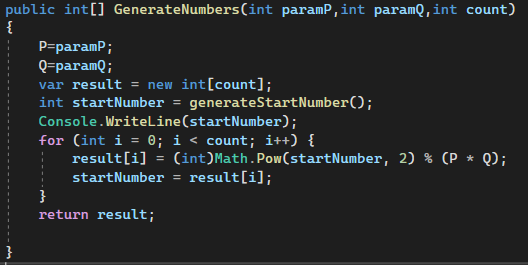 public int[] GenerateNumbers(int paramP,int paramQ,int count)
{
P=paramP;
Q=paramQ;
var result = new int[count];
int startNumber = generateStartNumber();
Console.WriteLine(startNumber);
for (int i = 0; i < count; i++) {
result[i] = (int)Math.Pow(startNumber, 2) % (P * Q);
startNumber = result[i];
}
return result;
}